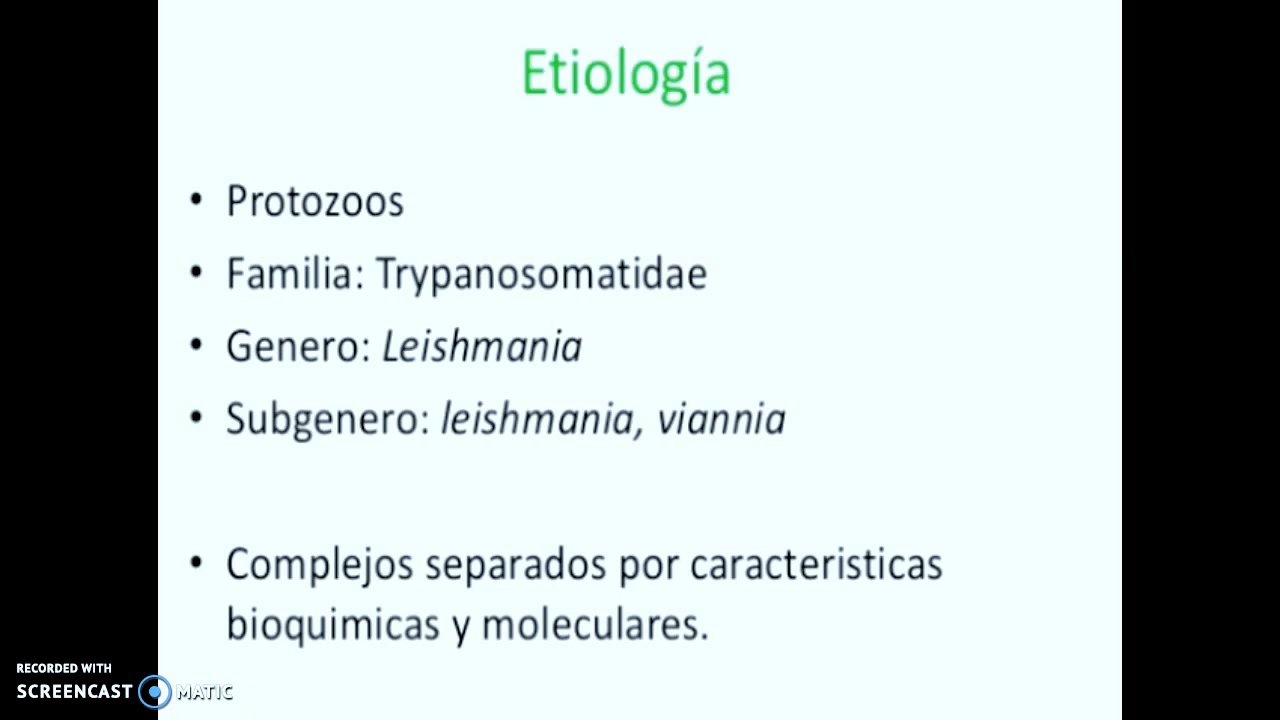 Etiología
• Protozoos
• Familia: Trypanosomatidae
• Genero: Leishmania
• Subgenero: leishmania, viannia
• Complejos separados por caracteristicas
bioquimicas y moleculares.
RECORDED WITH
SCREENCAST MATIC